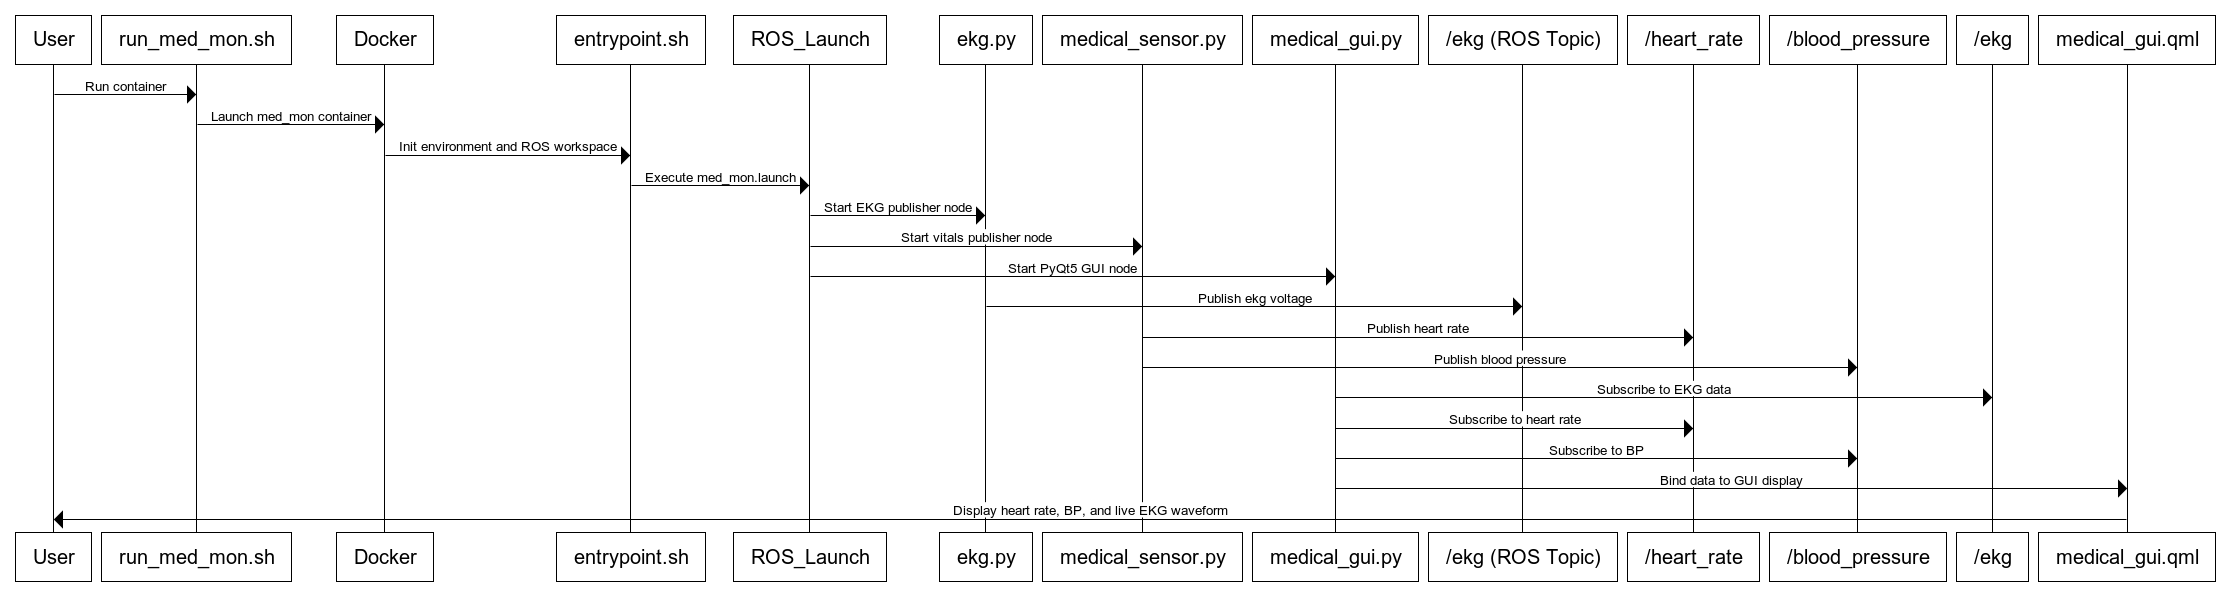 User
run_med_mon.sh
Docker
entrypoint.sh
ROS_Launch
ekg.py
medical_sensor.py
medical_gui.py
/ekg (ROS Topic)
/heart_rate
/blood_pressure
/ekg
medical_gui.qml
Run container
Launch med_mon container
Init environment and ROS workspace
Execute med_mon.launch
Start EKG publisher node
Start vitals publisher node
Start PyQt5 GUI node
Publish ekg voltage
Publish heart rate
Publish blood pressure
Subscribe to EKG data
Subscribe to heart rate
Subscribe to BP
Bind data to GUI display
Display heart rate, BP, and live EKG waveform
User
run_med_mon.sh
Docker
entrypoint.sh
ROS_Launch
ekg.py
medical_sensor.py
medical_gui.py
/ekg (ROS Topic)
/heart_rate
/blood_pressure
/ekg
medical_gui.qml